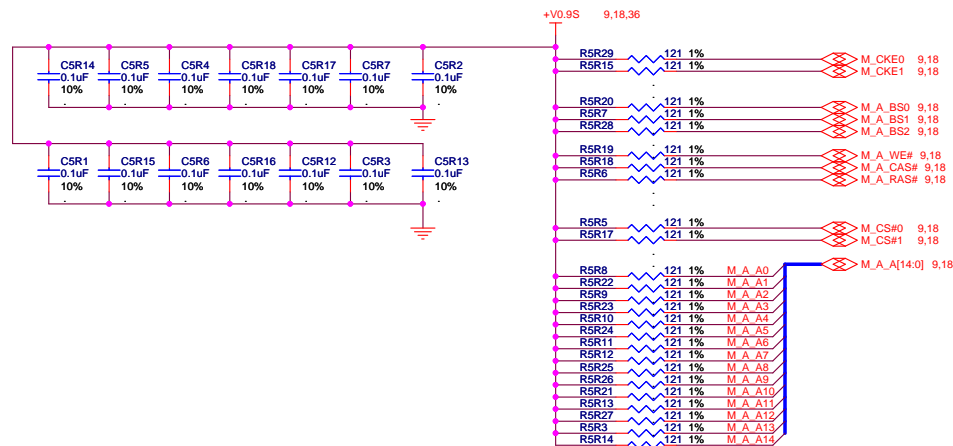 +V0.9S 9,18,36
C5R14 C5R5 C5R4 C5R18 C5R17 C5R7 C5R2
0.1uF 0.1uF 0.1uF 0.1uF 0.1uF 0.1uF 0.1uF
10% 10% 10% 10% 10% 10% 10%
C5R1 C5R15 C5R6 C5R16 C5R12 C5R3 C5R13
0.1uF 0.1uF 0.1uF 0.1uF 0.1uF 0.1uF 0.1uF
10% 10% 10% 10% 10% 10% 10%
R5R29 121 1% M_CKE0 9,18
R5R15 121 1% M_CKE1 9,18
R5R20 121 1% M_A_BS0 9,18
R5R7 121 1% M_A_BS1 9,18
R5R28 121 1% M_A_BS2 9,18
R5R19 121 1% M_A_WE# 9,18
R5R18 121 1% M_A_CAS# 9,18
R5R6 121 1% M_A_RAS# 9,18
R5R5 121 1% M_CS#0 9,18
R5R17 121 1% M_CS#1 9,18
M_A_A[14:0] 9,18
R5R8 121 1% M_A_A0
R5R22 121 1% M_A_A1
R5R9 121 1% M_A_A2
R5R23 121 1% M_A_A3
R5R10 121 1% M_A_A4
R5R24 121 1% M_A_A5
R5R11 121 1% M_A_A6
R5R12 121 1% M_A_A7
R5R25 121 1% M_A_A8
R5R26 121 1% M_A_A9
R5R21 121 1% M_A_A10
R5R13 121 1% M_A_A11
R5R27 121 1% M_A_A12
R5R3 121 1% M_A_A13
R5R14 121 1% M_A_A14